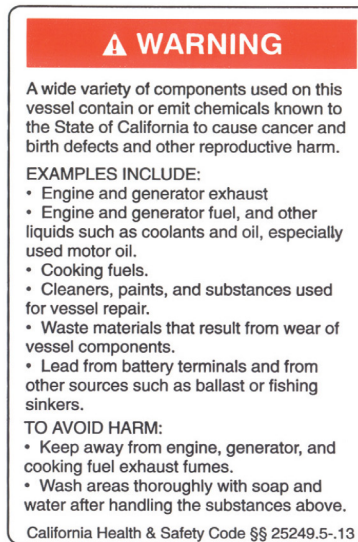 ⚠ WARNING
A wide variety of components used on this
vessel contain or emit chemicals known to
the State of California to cause cancer and
birth defects and other reproductive harm.
EXAMPLES INCLUDE:
• Engine and generator exhaust
• Engine and generator fuel, and other
liquids such as coolants and oil, especially
used motor oil.
• Cooking fuels.
• Cleaners, paints, and substances used
for vessel repair.
• Waste materials that result from wear of
vessel components.
• Lead from battery terminals and from
other sources such as ballast or fishing
sinkers.
TO AVOID HARM:
• Keep away from engine, generator, and
cooking fuel exhaust fumes.
• Wash areas thoroughly with soap and
water after handling the substances above.
California Health & Safety Code §§ 25249.5-.13